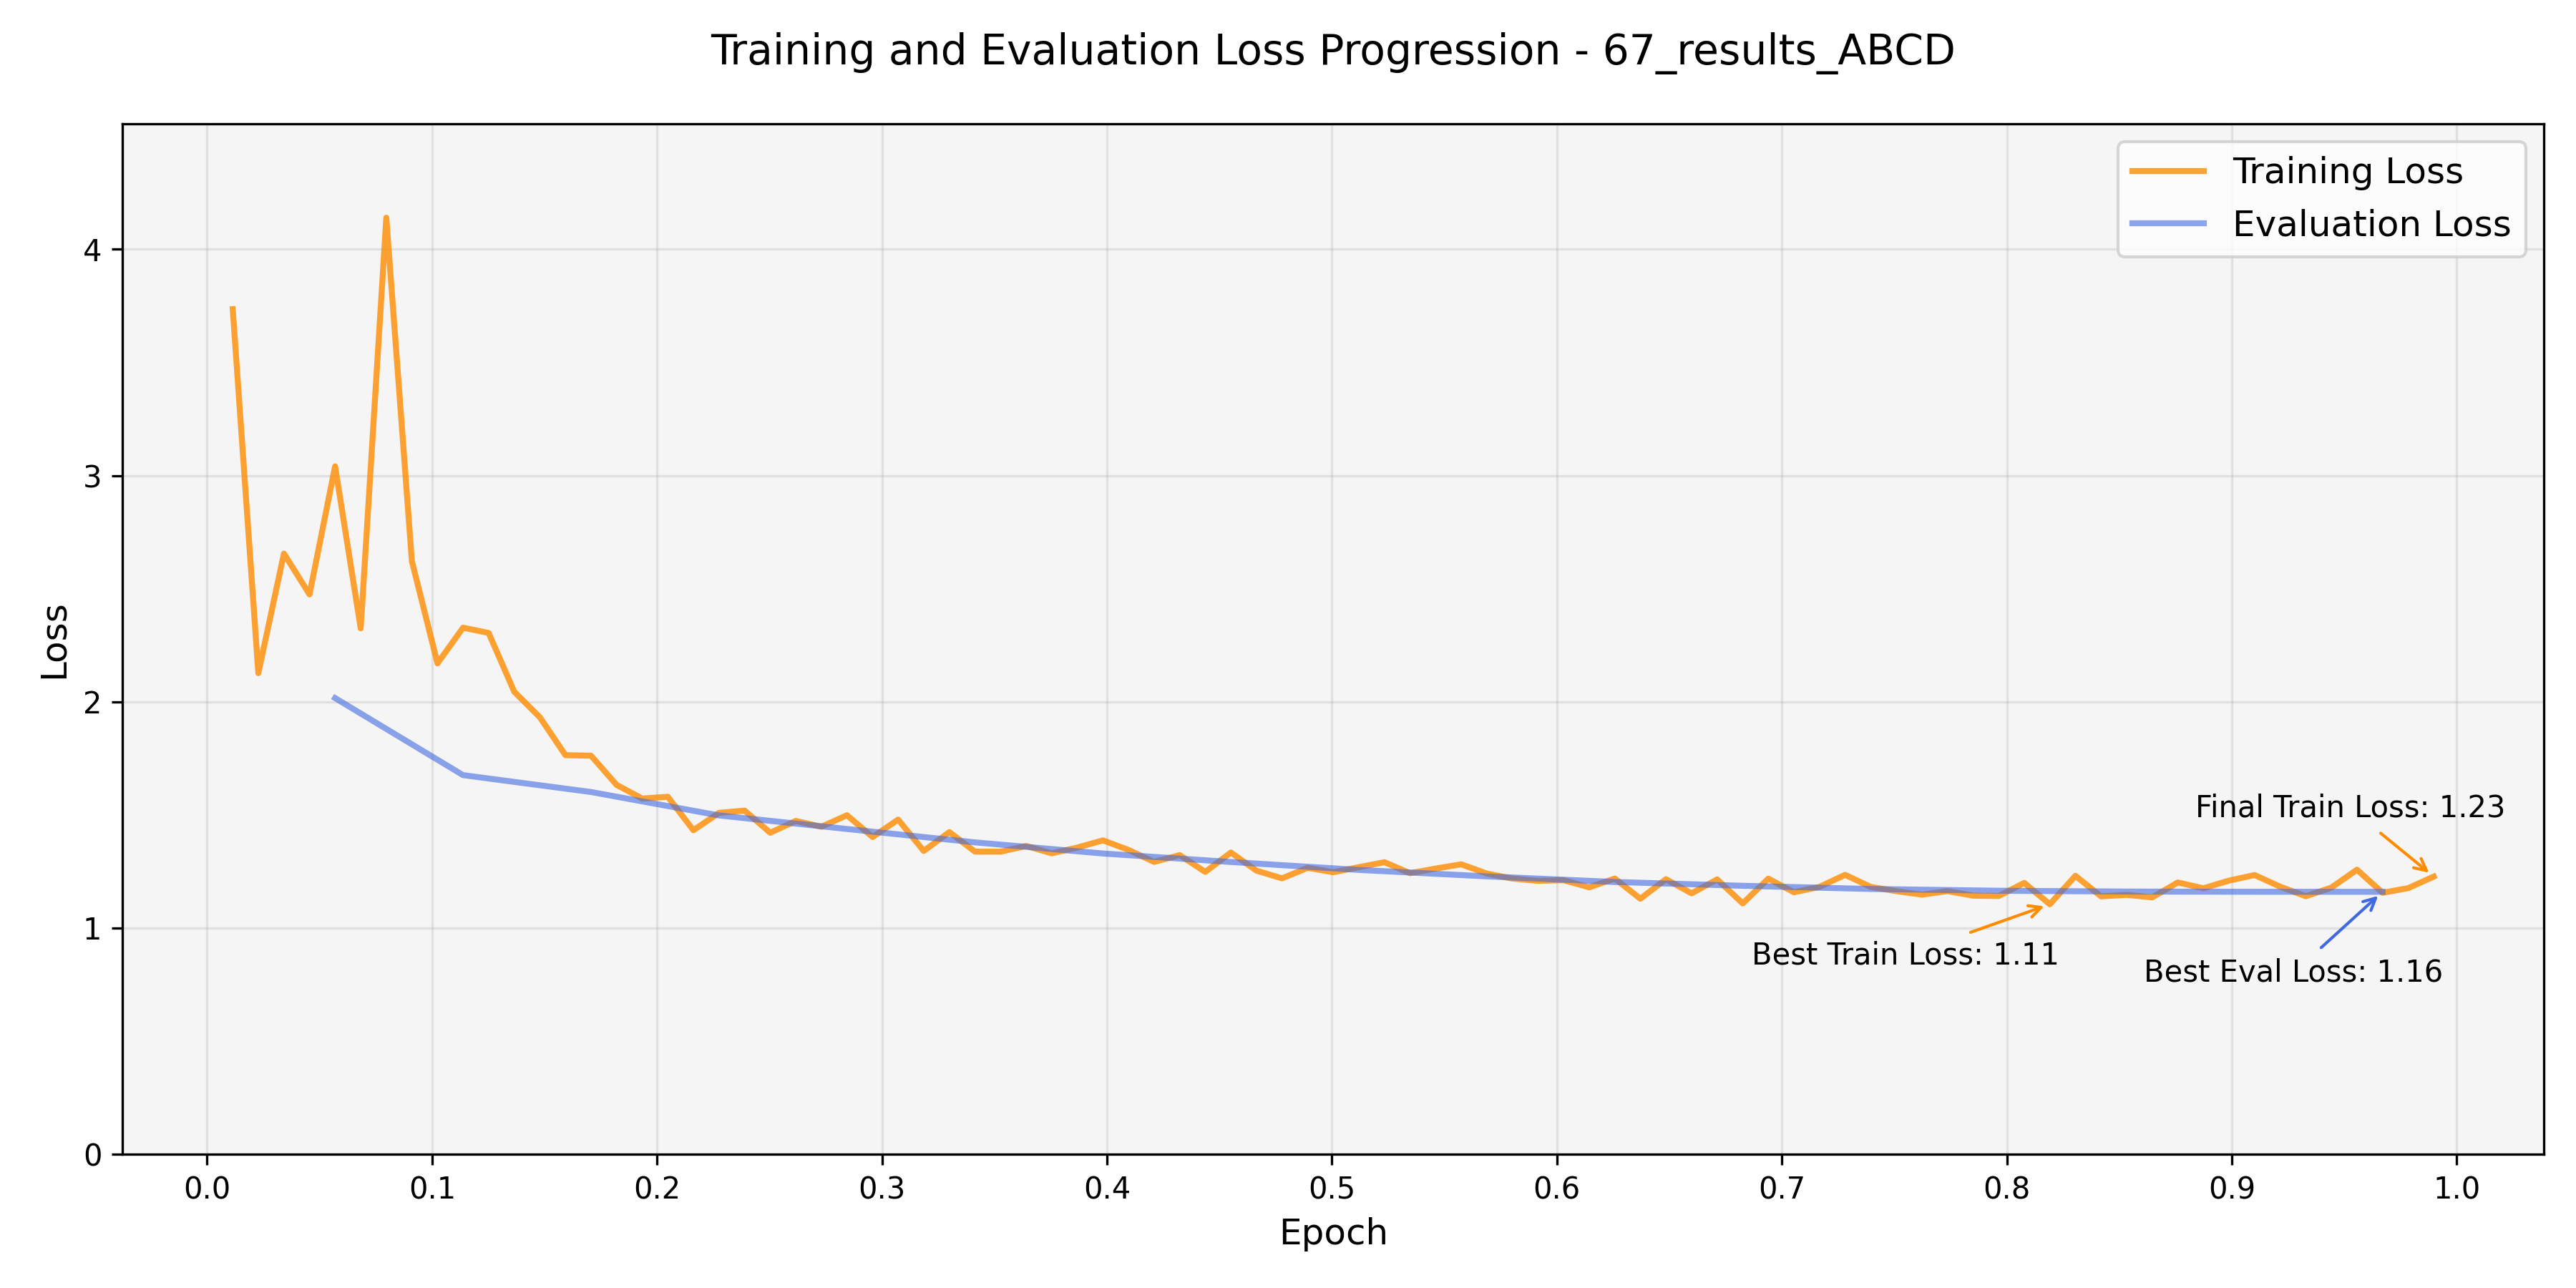 Training and Evaluation Loss Progression - 67_results_ABCD
Training Loss
Evaluation Loss
4
3
2
1
0
Loss
Final Train Loss: 1.23
Best Train Loss: 1.11
Best Eval Loss: 1.16
0.0 0.1 0.2 0.3 0.4 0.5 0.6 0.7 0.8 0.9 1.0
Epoch